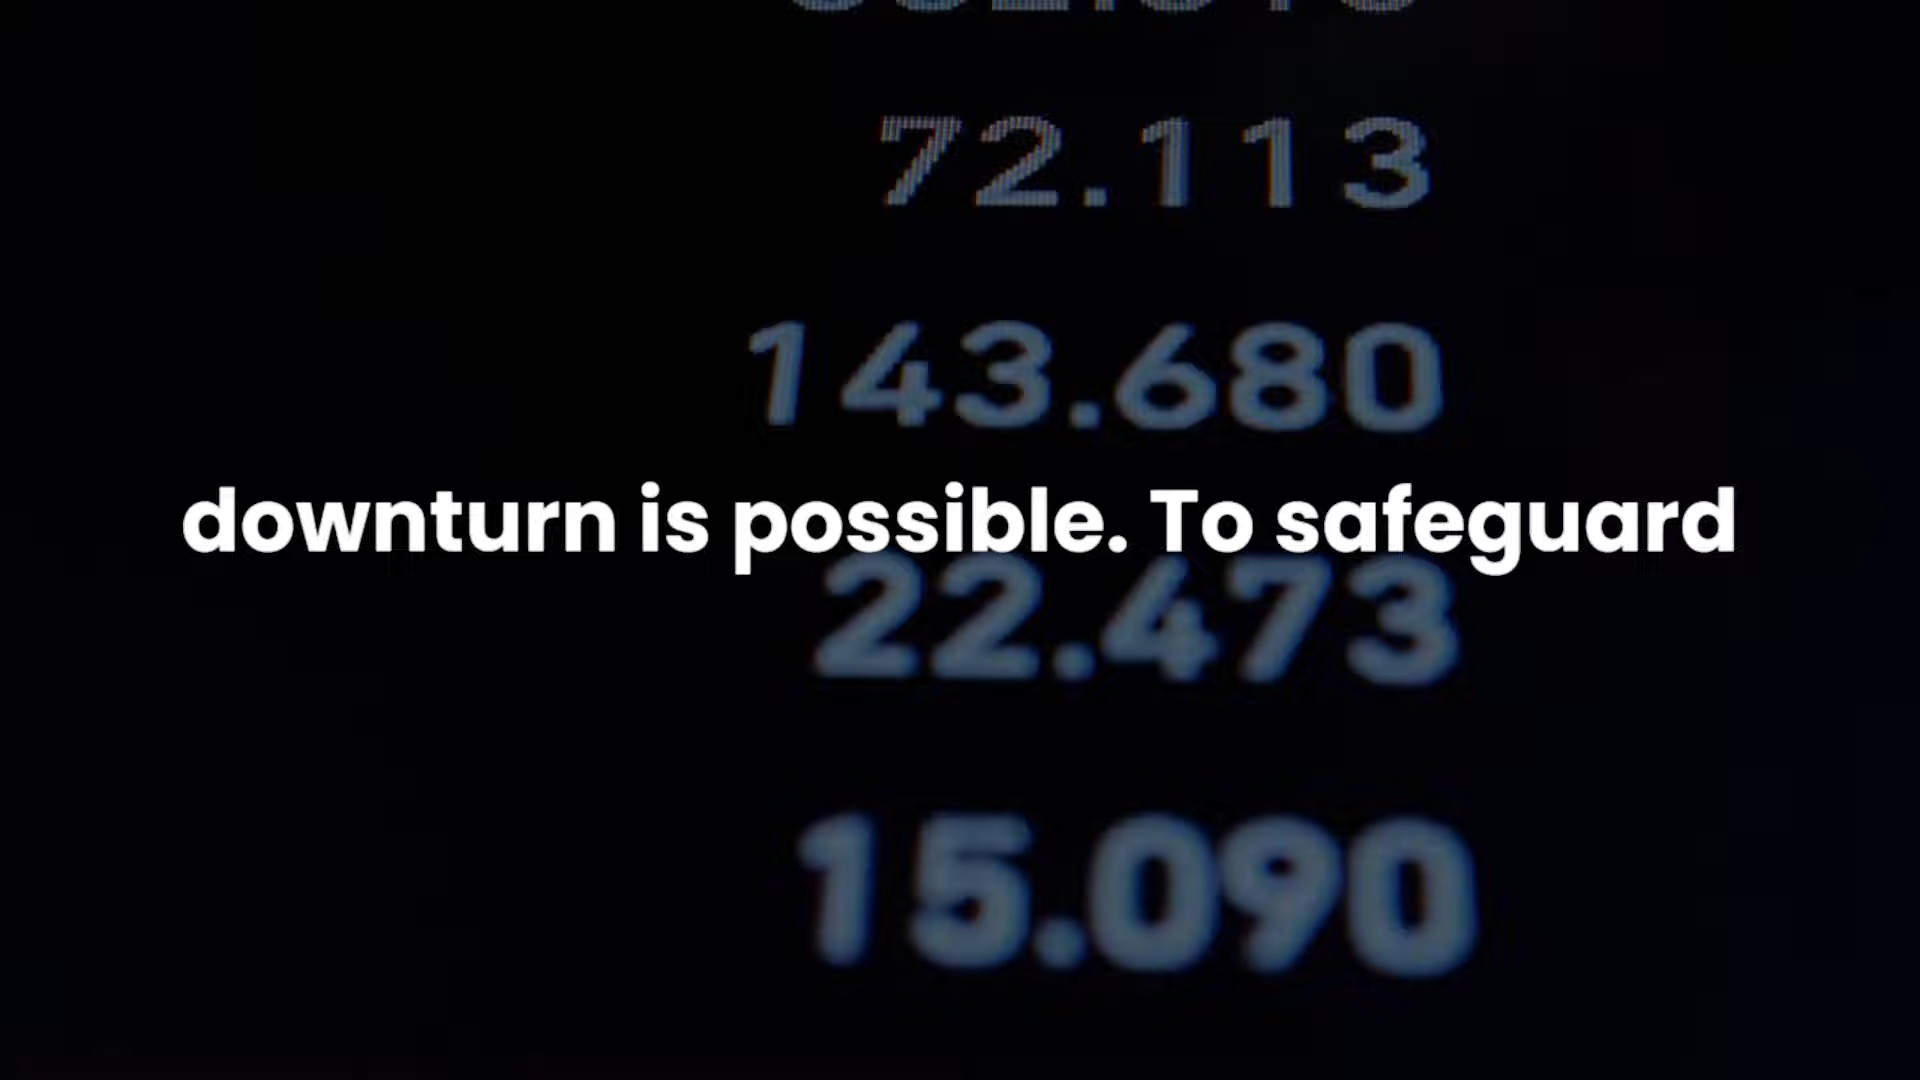 72.113
143.680
downturn is possible. To safeguard
22.473
15.090